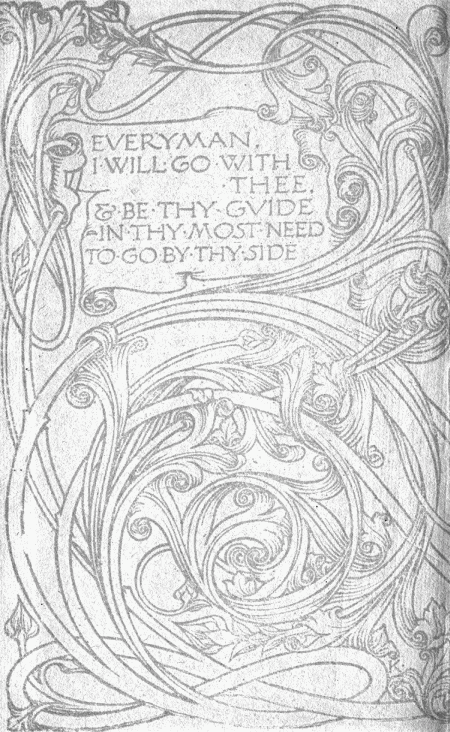 EVERYMAN,
I·WILL·GO·WITH
·THEE,
& BE·THY·GVIDE
-IN·THY·MOST·NEED
TO·GO·BY·THY·SIDE